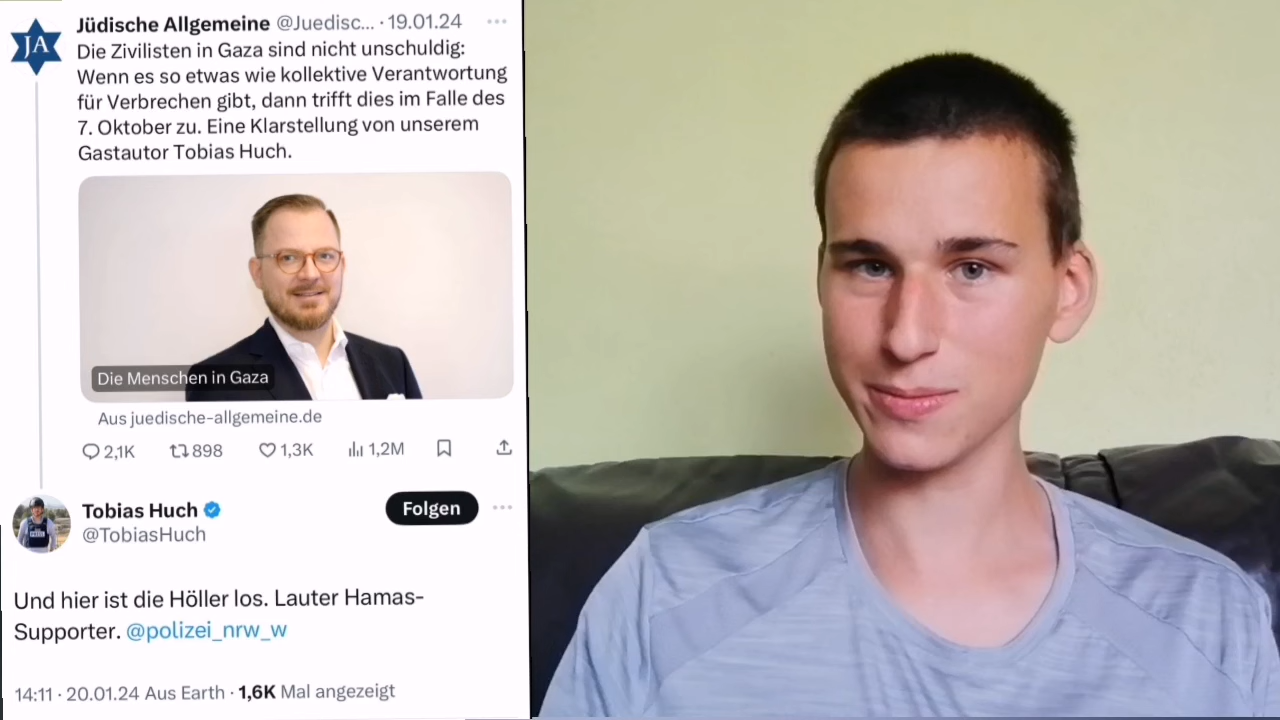 JA
Jüdische Allgemeine @Juedisc... · 19.01.24
Die Zivilisten in Gaza sind nicht unschuldig:
Wenn es so etwas wie kollektive Verantwortung
für Verbrechen gibt, dann trifft dies im Falle des
7. Oktober zu. Eine Klarstellung von unserem
Gastautor Tobias Huch.
Die Menschen in Gaza
Aus juedische-allgemeine.de
2,1K 898 1,3K 1,2M
Tobias Huch
@TobiasHuch
Folgen
PRESS
Und hier ist die Höller los. Lauter Hamas-
Supporter. @polizei_nrw_w
14:11 · 20.01.24 Aus Earth · 1,6K Mal angezeigt